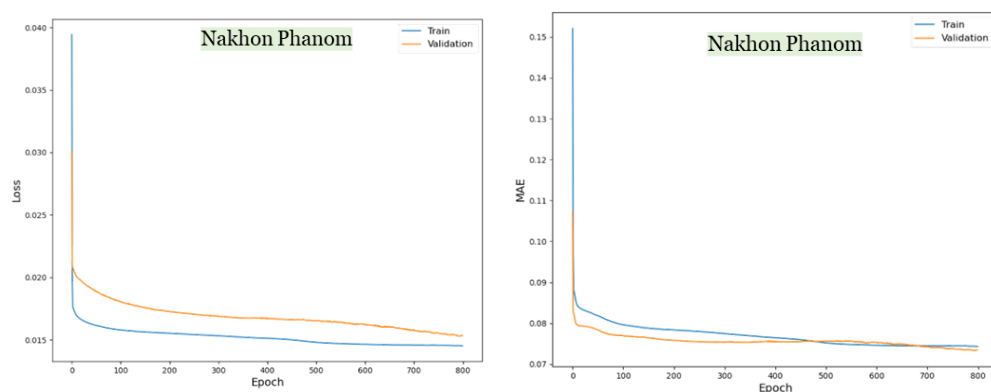 Nakhon Phanom
Train
Validation
Loss
0.040
0.035
0.030
0.025
0.020
0.015
0 100 200 300 400 500 600 700 800
Epoch
Nakhon Phanom
Train
Validation
MAE
0.15
0.14
0.13
0.12
0.11
0.10
0.09
0.08
0.07
0 100 200 300 400 500 600 700 800
Epoch